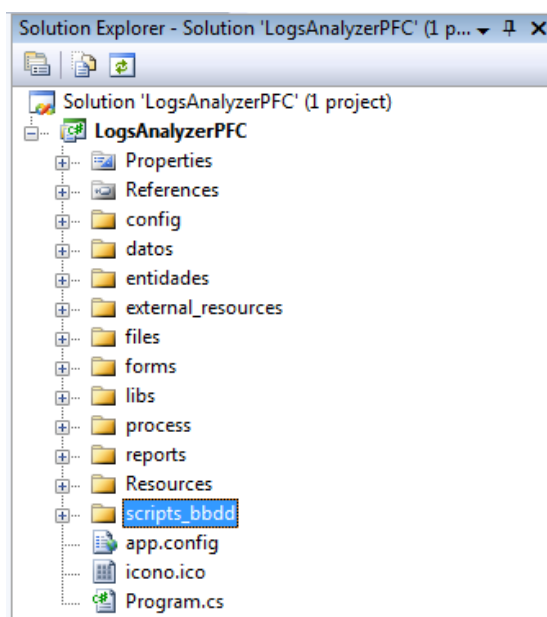 Solution Explorer - Solution 'LogsAnalyzerPFC' (1 p...
Solution 'LogsAnalyzerPFC' (1 project)
LogsAnalyzerPFC
Properties
References
config
datos
entidades
external_resources
files
forms
libs
process
reports
Resources
scripts_bbdd
app.config
icono.ico
Program.cs